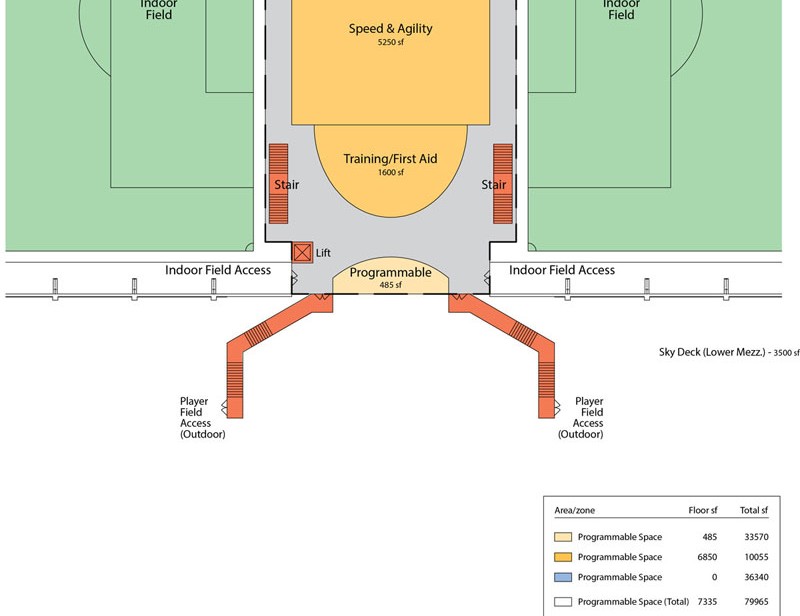 Indoor
Field
Indoor
Field
Speed & Agility
5250 sf
Training/First Aid
1600 sf
Stair
Stair
Lift
Indoor Field Access
Programmable
485 sf
Indoor Field Access
Sky Deck (Lower Mezz.) - 3500 sf
Player
Field
Access
(Outdoor)
Player
Field
Access
(Outdoor)
Area/zone Floor sf Total sf
Programmable Space 485 33570
Programmable Space 6850 10055
Programmable Space 0 36340
Programmable Space (Total) 7335 79965